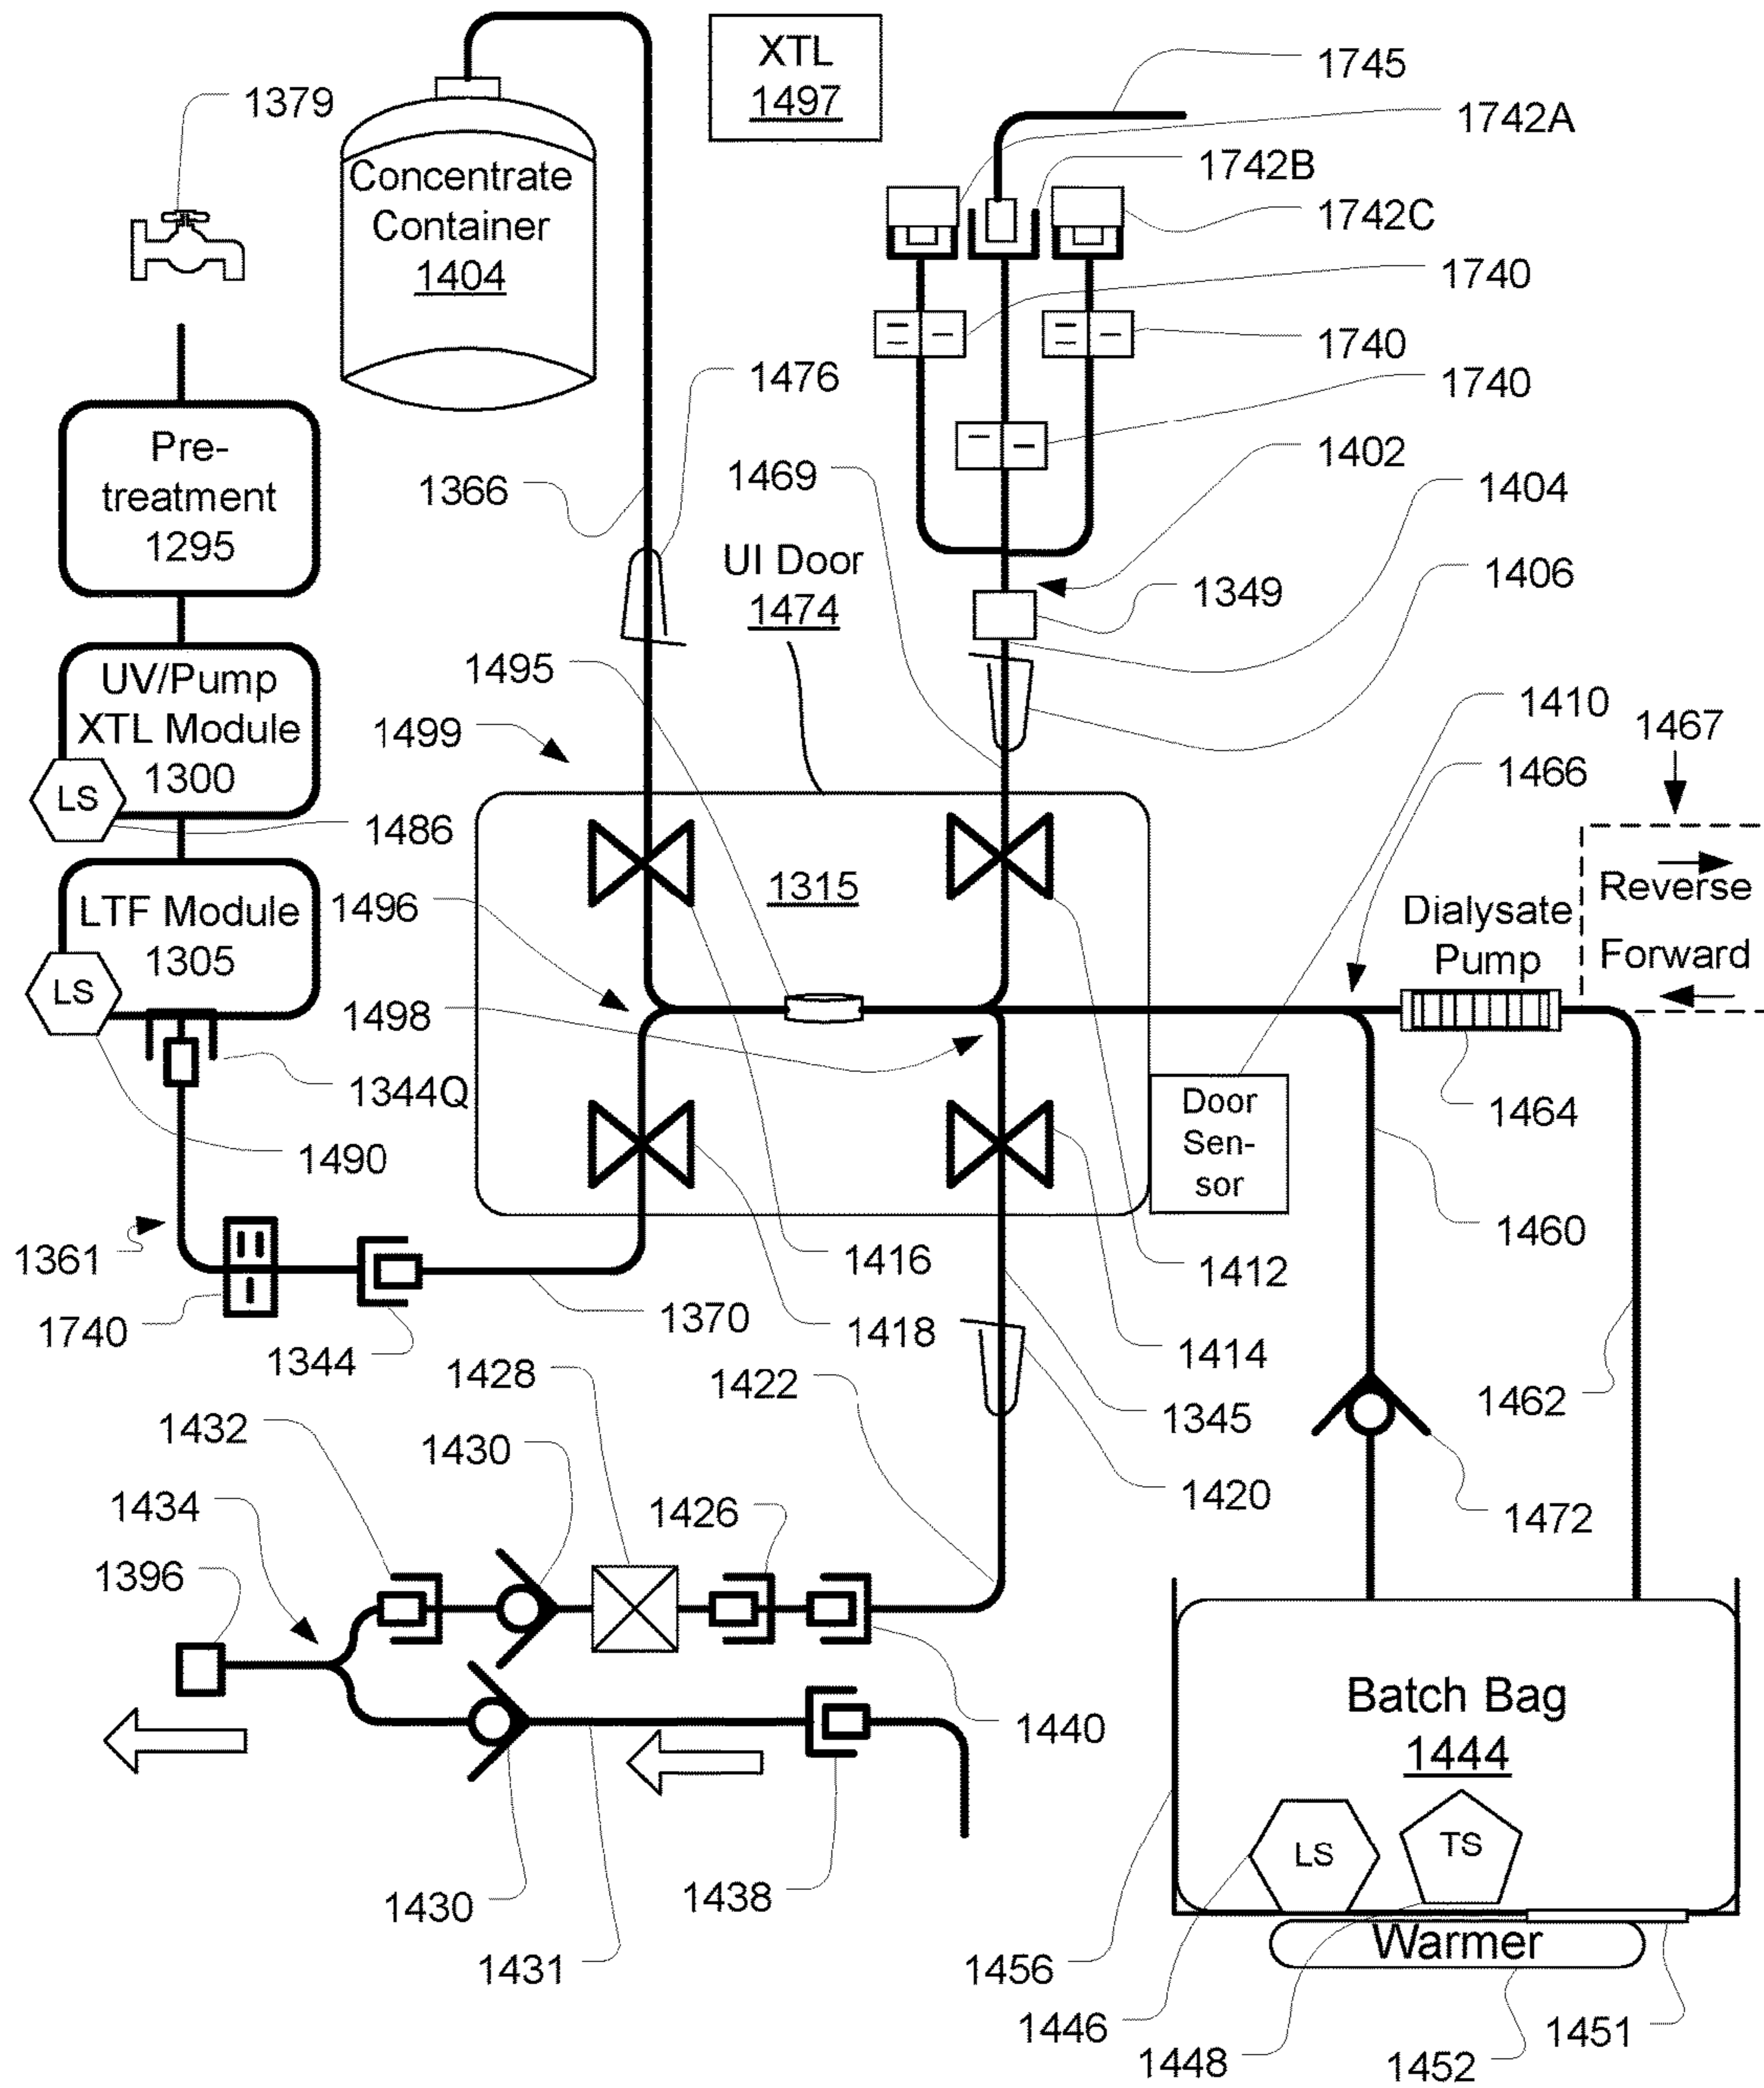 XTL
1497
1745
1379
1742A
Concentrate
Container
1404
1742B
1742C
1740
1740
1476
1740
Pre-
treatment
1295
1366
1469
1402
1404
UI Door
1474
1406
1349
UV/Pump
XTL Module
1300
LS
1495
1410
1499
1467
1466
1486
Reverse
LTF Module
1305
LS
1496
1315
Dialysate
Pump
Forward
1498
1344Q
Door
Sen-
sor
1464
1490
1361
1416
1412
1460
1740
1344
1370
1418
1414
1428
1422
1345
1462
1432
1430
1420
1434
1426
1472
1396
1440
Batch Bag
1444
LS
TS
1430
1438
1431
Warmer
1456
1446
1448
1452
1451